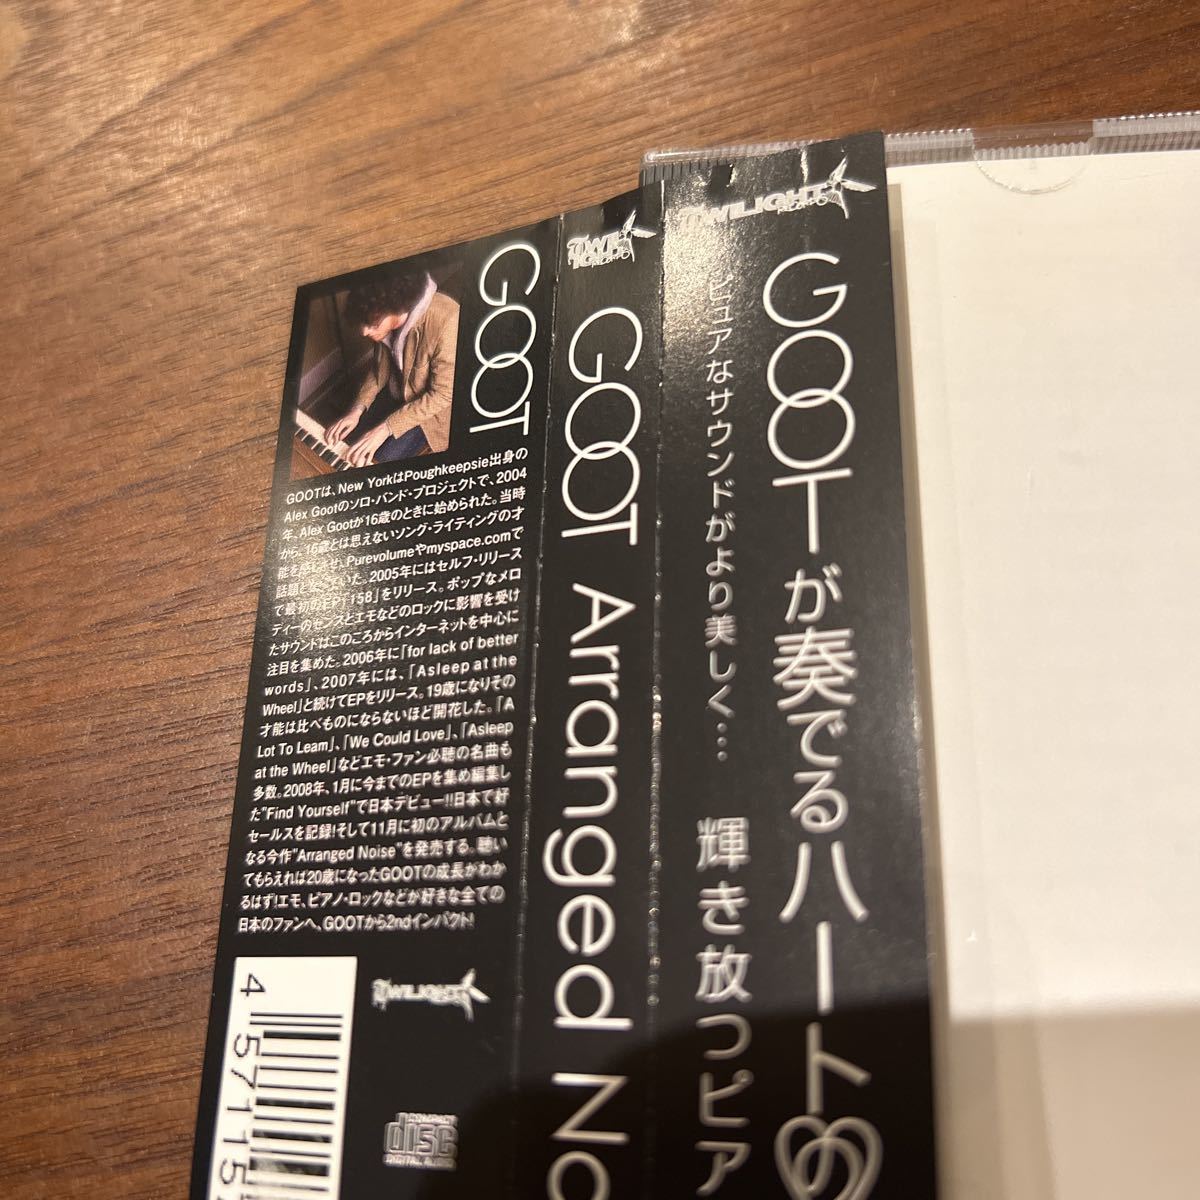 TWILIGHT
RECORDS
GOOTが奏でるハートの
ピュアなサウンドがより美しく…
輝き放つピア
GOOT Arranged No
GOOT
GOOTは、New YorkはPoughkeepsie出身の
Alex Gootのソロ・バンド・プロジェクトで、2004
年、Alex Gootが16歳のときに始められた。当時
から、16歳とは思えないソング・ライティングの才
能を感じさせ、Purevolumeやmyspace.comで
話題となっていた。2005年にはセルフ・リリース
で最初のEP「158」をリリース。ポップなメロ
ディーのセンスとエモなどのロックに影響を受け
たサウンドはこのころからインターネットを中心に
注目を集めた。2006年に「for lack of better
words」、2007年には、「Asleep at the
Wheel」と続けてEPをリリース。19歳になりその
才能は比べものにならないほど開花した。「A
Lot To Learn」、「We Could Love」、「Asleep
at the Wheel」などエモ・ファン必聴の名曲も
多数。2008年、1月に今までのEPを集め編集し
た"Find Yourself"で日本デビュー!!日本で好
セールスを記録!そして11月に初のアルバムと
なる今作"Arranged Noise"を発売する。聴い
てもらえれば20歳になったGOOTの成長がわか
るはず!エモ、ピアノ・ロックなどが好きな全ての
日本のファンへ、GOOTから2ndインパクト!
TWILIGHT
COMPACT
disc
DIGITAL AUDIO
4 57115